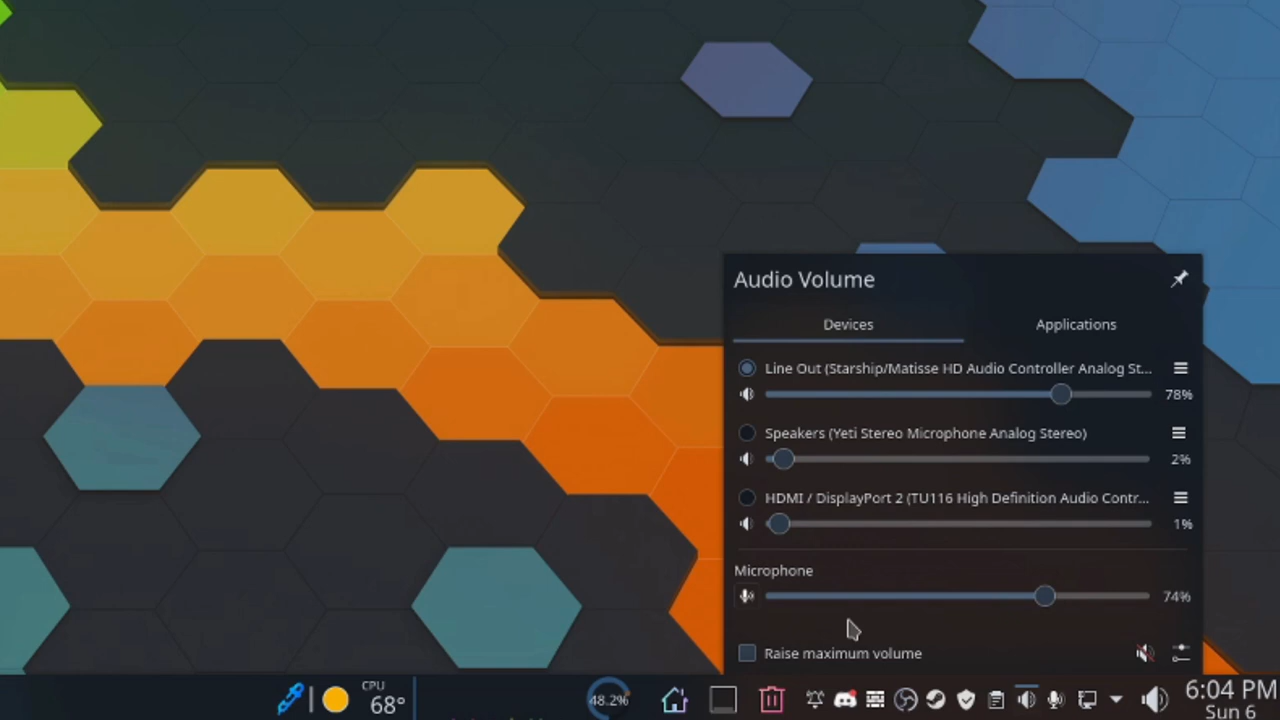 Audio Volume
Devices
Applications
Line Out (Starship/Matisse HD Audio Controller Analog St...
78%
Speakers (Yeti Stereo Microphone Analog Stereo)
2%
HDMI / DisplayPort 2 (TU116 High Definition Audio Contr...
1%
Microphone
74%
Raise maximum volume
CPU
68°
48.2%
6:04 PM
Sun 6